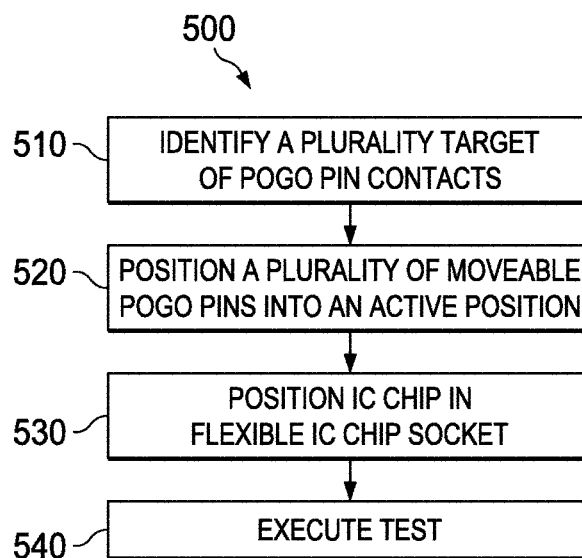 500
510
IDENTIFY A PLURALITY TARGET
OF POGO PIN CONTACTS
520
POSITION A PLURALITY OF MOVEABLE
POGO PINS INTO AN ACTIVE POSITION
530
POSITION IC CHIP IN
FLEXIBLE IC CHIP SOCKET
540
EXECUTE TEST